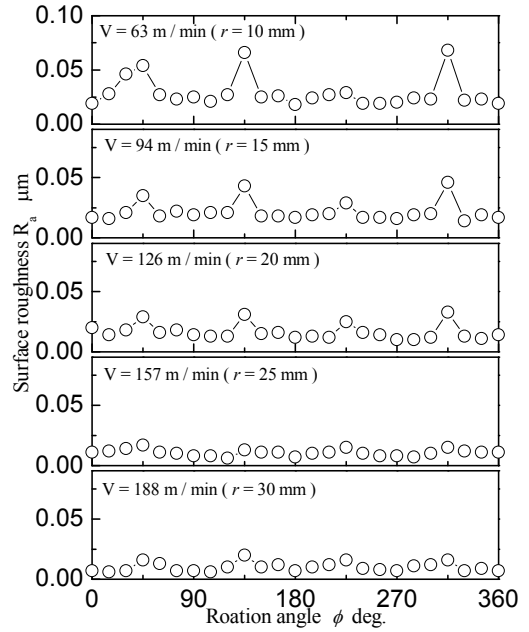 0.10
V = 63 m / min ( r = 10 mm )
0.05
0.00
V = 94 m / min ( r = 15 mm )
0.05
0.00
V = 126 m / min ( r = 20 mm )
0.05
0.00
V = 157 m / min ( r = 25 mm )
0.05
0.00
V = 188 m / min ( r = 30 mm )
0.05
0.00
Surface roughness Ra μm
0 90 180 270 360
Roation angle ϕ deg.